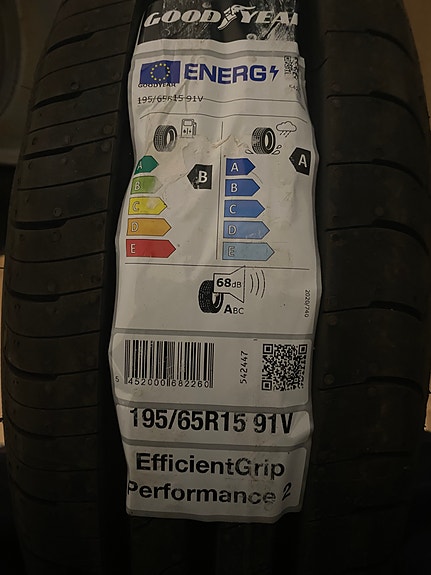 GOODYEAR
ENERG
GOODYEAR
195/65R15 91V
A
B
C
D
E
B
A
B
C
D
E
A
68dB
ABC
2020/740
5 452000 682260
542447
195/65R15 91V
EfficientGrip
Performance 2